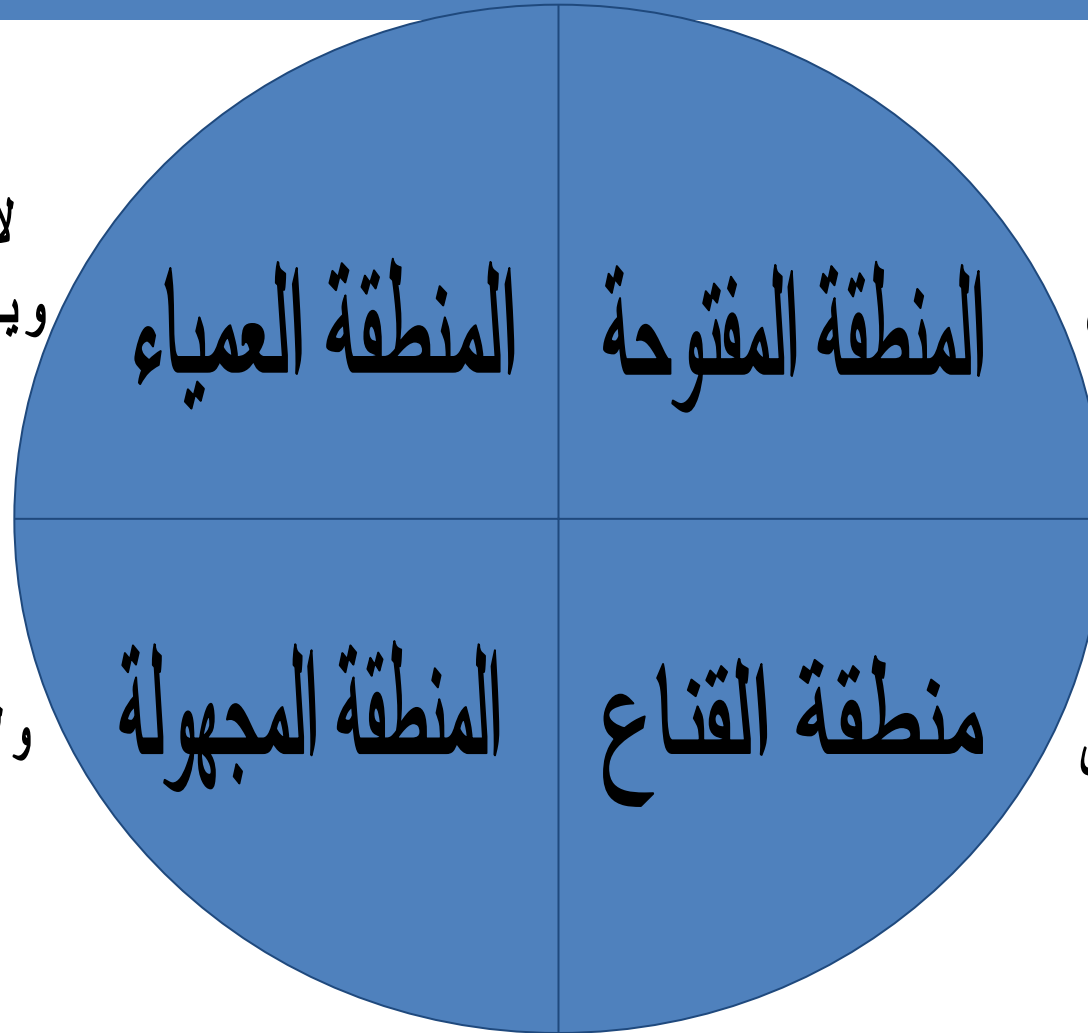 المنطقة المفتوحة
المنطقة العمياء
منطقة القناع
المنطقة المجهولة